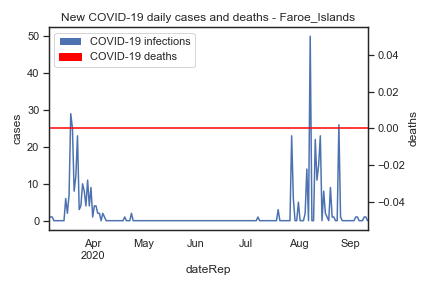 New COVID-19 daily cases and deaths - Faroe_Islands
COVID-19 infections
COVID-19 deaths
cases
50
40
30
20
10
0
deaths
0.04
0.02
0.00
−0.02
−0.04
Apr
2020
May
Jun
Jul
Aug
Sep
dateRep